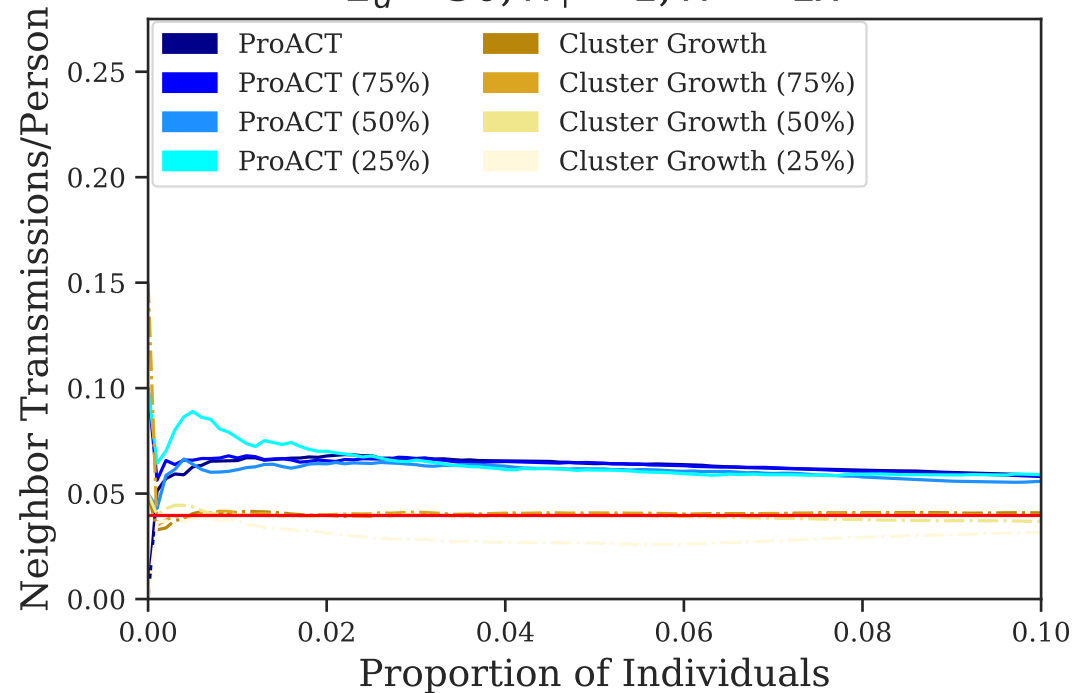 ProACT
ProACT (75%)
ProACT (50%)
ProACT (25%)
Cluster Growth
Cluster Growth (75%)
Cluster Growth (50%)
Cluster Growth (25%)
Neighbor Transmissions/Person
0.25
0.20
0.15
0.10
0.05
0.00
0.00 0.02 0.04 0.06 0.08 0.10
Proportion of Individuals